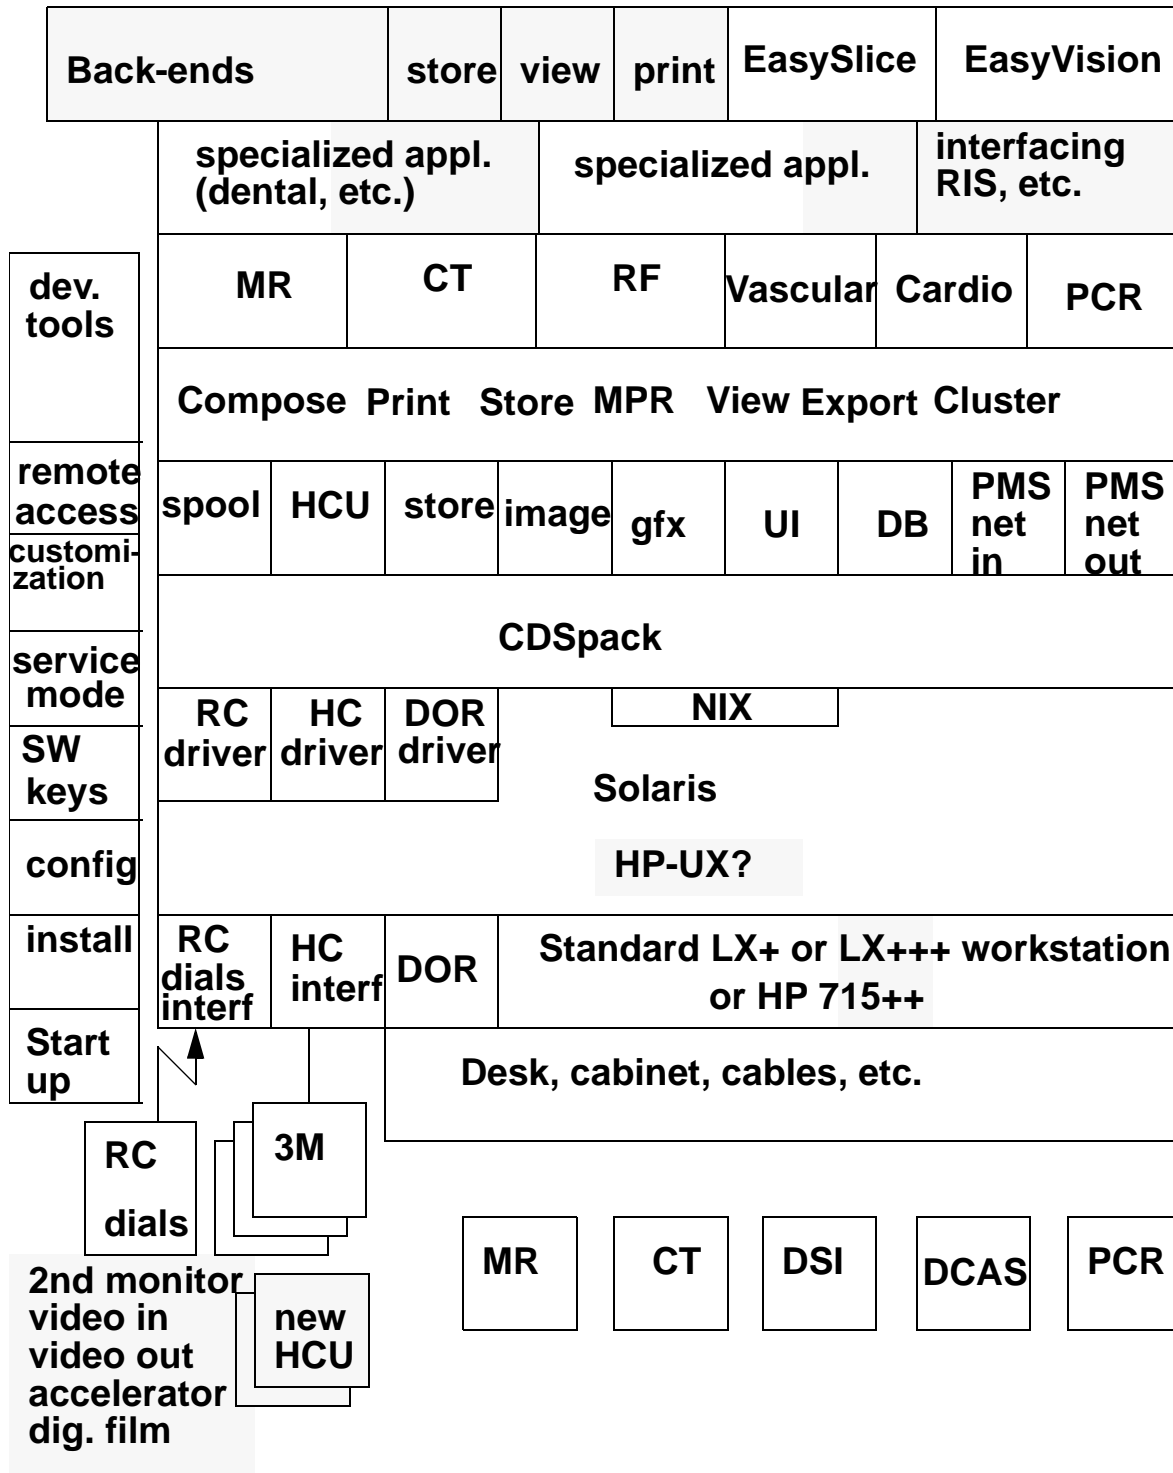 Back-ends
store
view
print
EasySlice
EasyVision
specialized appl.
(dental, etc.)
specialized appl.
interfacing
RIS, etc.
MR
CT
RF
Vascular
Cardio
PCR
Compose Print Store MPR View Export Cluster
spool
HCU
store
image
gfx
UI
DB
PMS
net
in
PMS
net
out
CDSpack
RC
driver
HC
driver
DOR
driver
NIX
Solaris
HP-UX?
RC
dials
interf
HC
interf
DOR
Standard LX+ or LX+++ workstation
or HP 715++
Desk, cabinet, cables, etc.
dev.
tools
remote
access
customi-
zation
service
mode
SW
keys
config
install
Start
up
RC
dials
3M
new
HCU
2nd monitor
video in
video out
accelerator
dig. film
MR
CT
DSI
DCAS
PCR